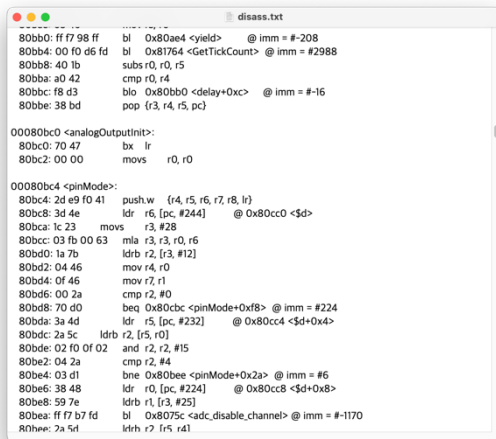 disass.txt
80bb0: ff f7 98 ff bl 0x80ae4 <yield> @ imm = #-208
80bb4: 00 f0 d6 fd bl 0x81764 <GetTickCount> @ imm = #2988
80bb8: 40 1b subs r0, r0, r5
80bba: a0 42 cmp r0, r4
80bbc: f8 d3 blo 0x80bb0 <delay+0xc> @ imm = #-16
80bbe: 38 bd pop {r3, r4, r5, pc}
00080bc0 <analogOutputInit>:
80bc0: 70 47 bx lr
80bc2: 00 00 movs r0, r0
00080bc4 <pinMode>:
80bc4: 2d e9 f0 41 push.w {r4, r5, r6, r7, r8, lr}
80bc8: 3d 4e ldr r6, [pc, #244] @ 0x80cc0 <$d>
80bca: 1c 23 movs r3, #28
80bcc: 03 fb 00 63 mla r3, r3, r0, r6
80bd0: 1a 7b ldrb r2, [r3, #12]
80bd2: 04 46 mov r4, r0
80bd4: 0f 46 mov r7, r1
80bd6: 00 2a cmp r2, #0
80bd8: 70 d0 beq 0x80cbc <pinMode+0xf8> @ imm = #224
80bda: 3a 4d ldr r5, [pc, #232] @ 0x80cc4 <$d+0x4>
80bdc: 2a 5c ldrb r2, [r5, r0]
80bde: 02 f0 0f 02 and r2, r2, #15
80be2: 04 2a cmp r2, #4
80be4: 03 d1 bne 0x80bee <pinMode+0x2a> @ imm = #6
80be6: 38 48 ldr r0, [pc, #224] @ 0x80cc8 <$d+0x8>
80be8: 59 7e ldrb r1, [r3, #25]
80bea: ff f7 b7 fd bl 0x8075c <adc_disable_channel> @ imm = #-1170
80bee: 2a 5d ldrb r2, [r5, r4]